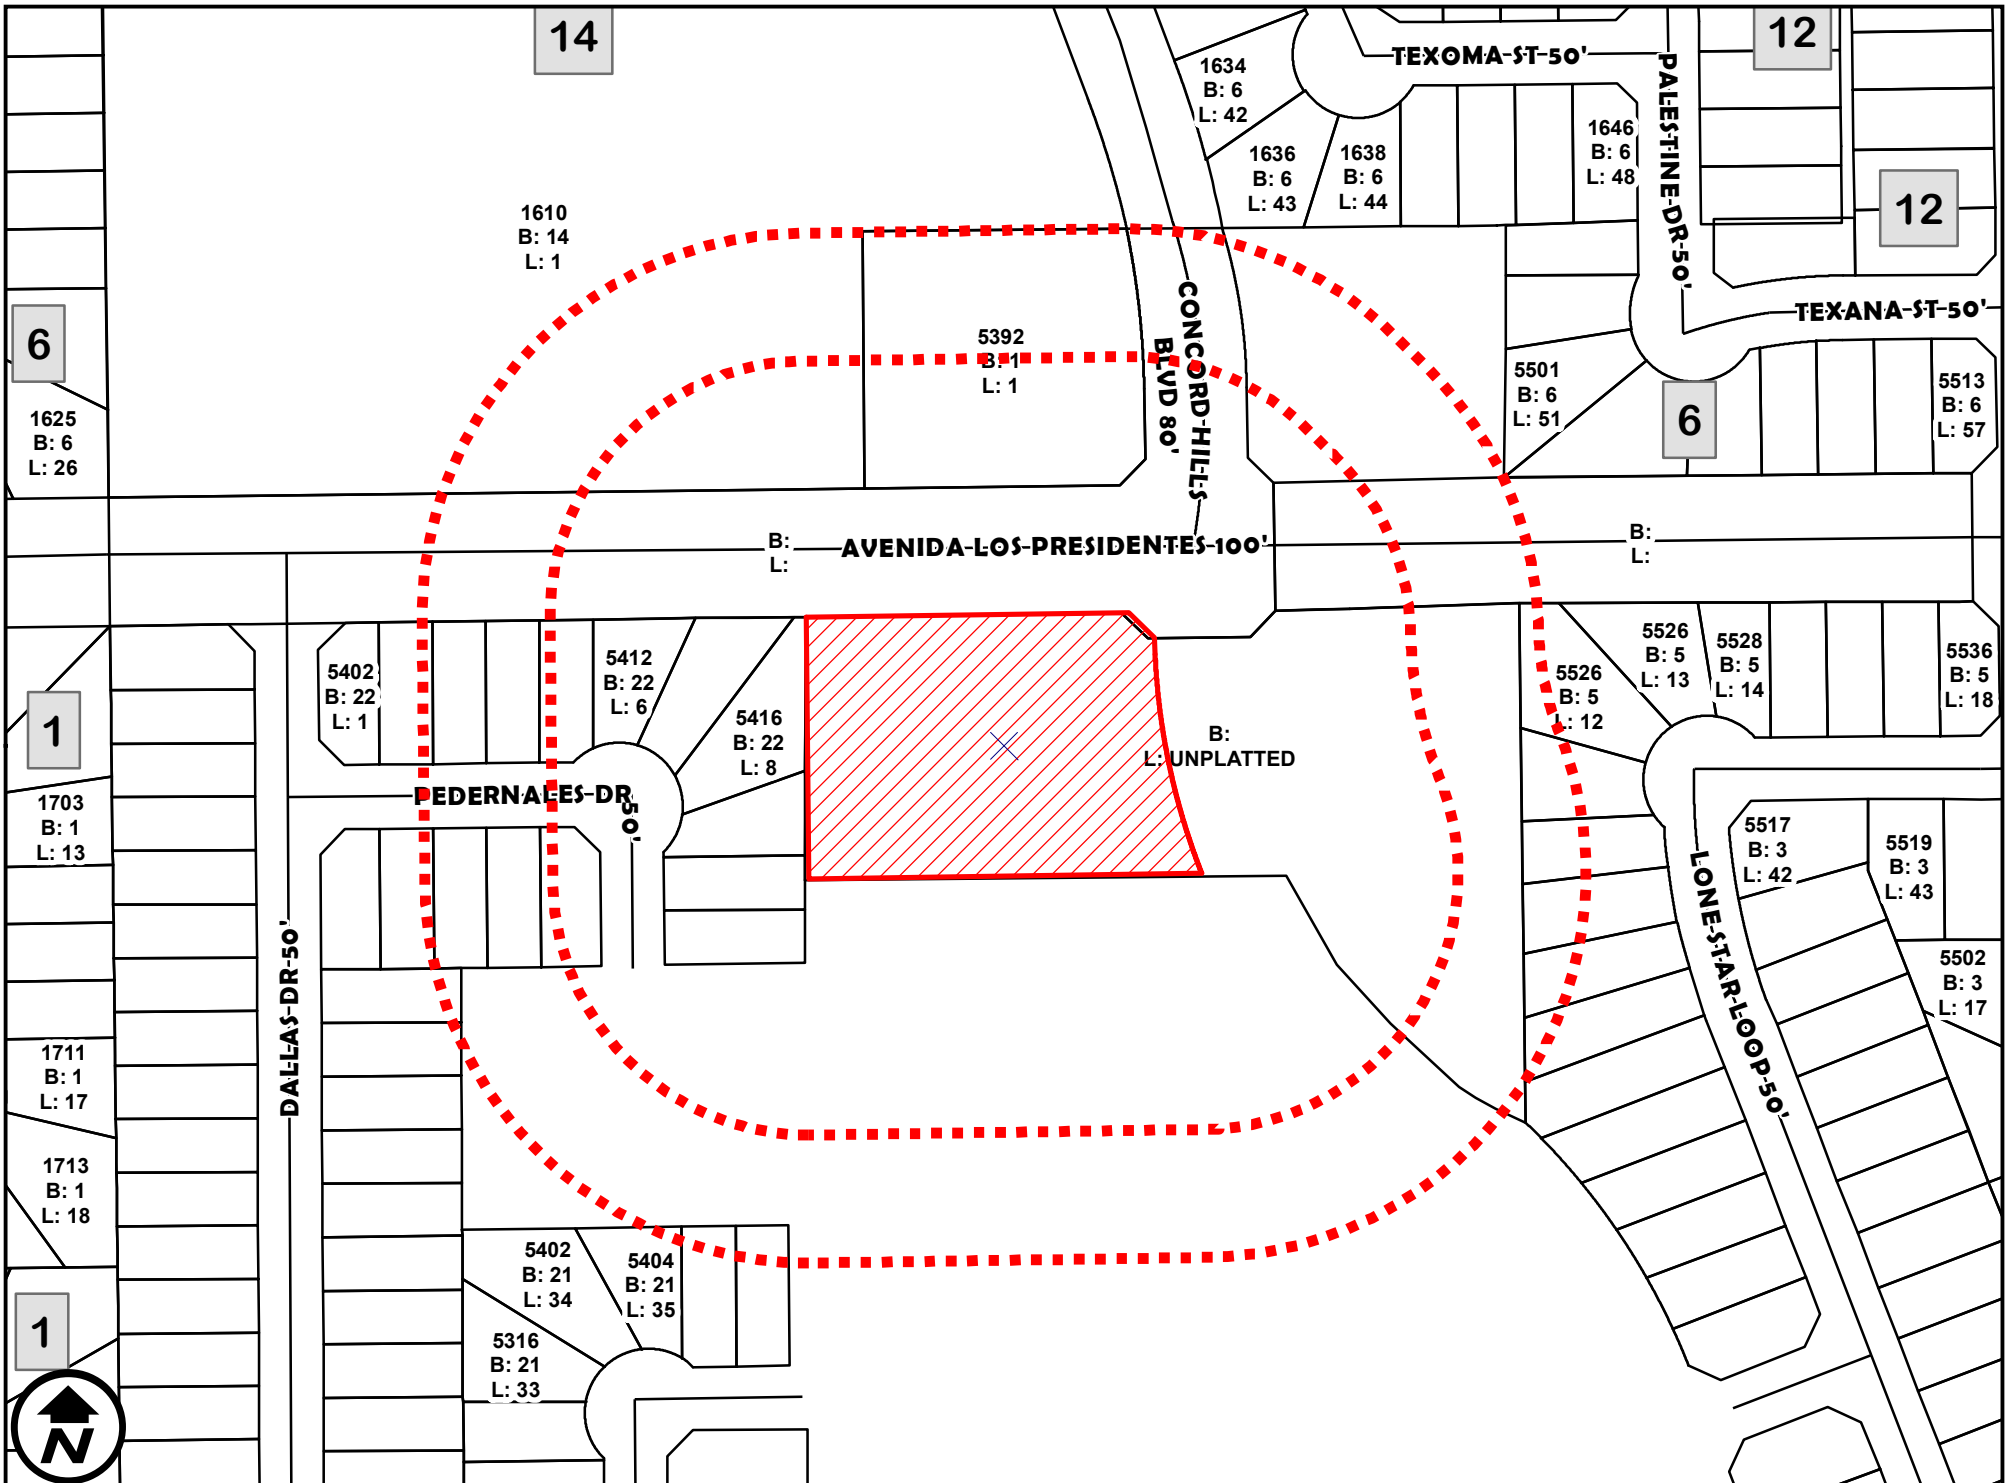 14
12
TEXOMA-ST-50'
PALESTINE-DR-50'
1634
B: 6
L: 42
1636
B: 6
L: 43
1638
B: 6
L: 44
1646
B: 6
L: 48
12
1610
B: 14
L: 1
TEXANA-ST-50'
6
5392
B: 1
L: 1
CONCORD-HILLS
BLVD 80'
5501
B: 6
L: 51
6
5513
B: 6
L: 57
1625
B: 6
L: 26
B:
L:
AVENIDA-LOS-PRESIDENTES-100'
B:
L:
5402
B: 22
L: 1
5412
B: 22
L: 6
5416
B: 22
L: 8
B:
L: UNPLATTED
5526
B: 5
L: 12
5526
B: 5
L: 13
5528
B: 5
L: 14
5536
B: 5
L: 18
1
PEDERNALES-DR
50'
1703
B: 1
L: 13
5517
B: 3
L: 42
5519
B: 3
L: 43
LONE-STAR-LOOP-50'
5502
B: 3
L: 17
DALLAS-DR-50'
1711
B: 1
L: 17
1713
B: 1
L: 18
5402
B: 21
L: 34
5404
B: 21
L: 35
5316
B: 21
L: 33
1
N